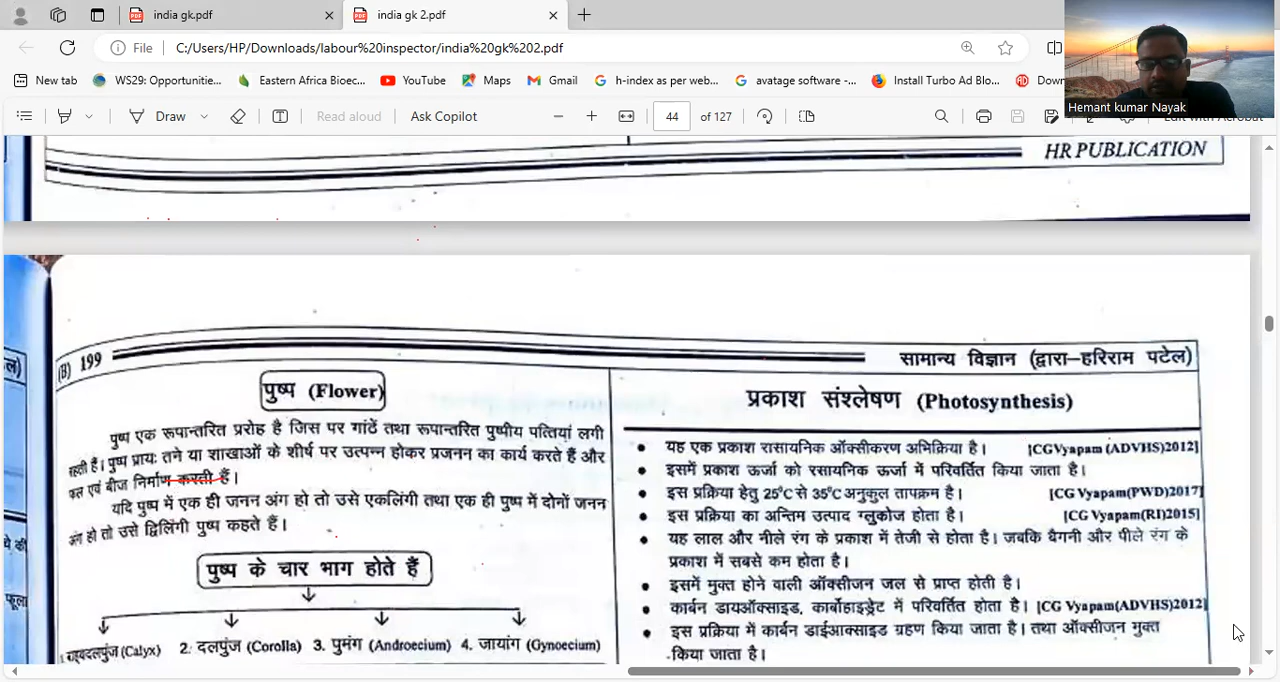 india gk.pdf
india gk 2.pdf
File C:/Users/HP/Downloads/labour%20inspector/india%20gk%202.pdf
New tab WS29: Opportunitie... Eastern Africa Bioec... YouTube Maps Gmail h-index as per web... avatage software -... Install Turbo Ad Blo... Down
Hemant kumar Nayak
Draw Read aloud Ask Copilot 44 of 127
HR PUBLICATION
(B) 199
सामान्य विज्ञान (द्वारा-हरिराम पटेल)
पुष्प (Flower)
पुष्प एक रूपान्तरित प्ररोह है जिस पर गांठें तथा रूपान्तरित पुष्पीय पत्तियां लगी
रहती हैं। पुष्प प्रायः तने या शाखाओं के शीर्ष पर उत्पन्न होकर प्रजनन का कार्य करते हैं और
फल एवं बीज निर्माण करती हैं।
यदि पुष्प में एक ही जनन अंग हो तो उसे एकलिंगी तथा एक ही पुष्प में दोनों जनन
अंग हो तो उसे द्विलिंगी पुष्प कहते हैं।
पुष्प के चार भाग होते हैं
(Calyx) 2. दलपुंज (Corolla) 3. पुमंग (Androecium) 4. जायांग (Gynoecium)
प्रकाश संश्लेषण (Photosynthesis)
यह एक प्रकाश रासायनिक ऑक्सीकरण अभिक्रिया है। [CGVyapam (ADVHS)2012]
इसमें प्रकाश ऊर्जा को रसायनिक ऊर्जा में परिवर्तित किया जाता है।
इस प्रक्रिया हेतु 25°C से 35°C अनुकुल तापक्रम है। [CG Vyapam(PWD)2017]
इस प्रक्रिया का अन्तिम उत्पाद ग्लुकोज होता है। [CG Vyapam(RI)2015]
यह लाल और नीले रंग के प्रकाश में तेजी से होता है। जबकि बैगनी और पीले रंग के
प्रकाश में सबसे कम होता है।
इसमें मुक्त होने वाली ऑक्सीजन जल से प्राप्त होती है।
कार्बन डायऑक्साइड, कार्बोहाइड्रेट में परिवर्तित होता है। [CG Vyapam(ADVHS)2012]
इस प्रक्रिया में कार्बन डाईआक्साइड ग्रहण किया जाता है। तथा ऑक्सीजन मुक्त
किया जाता है।